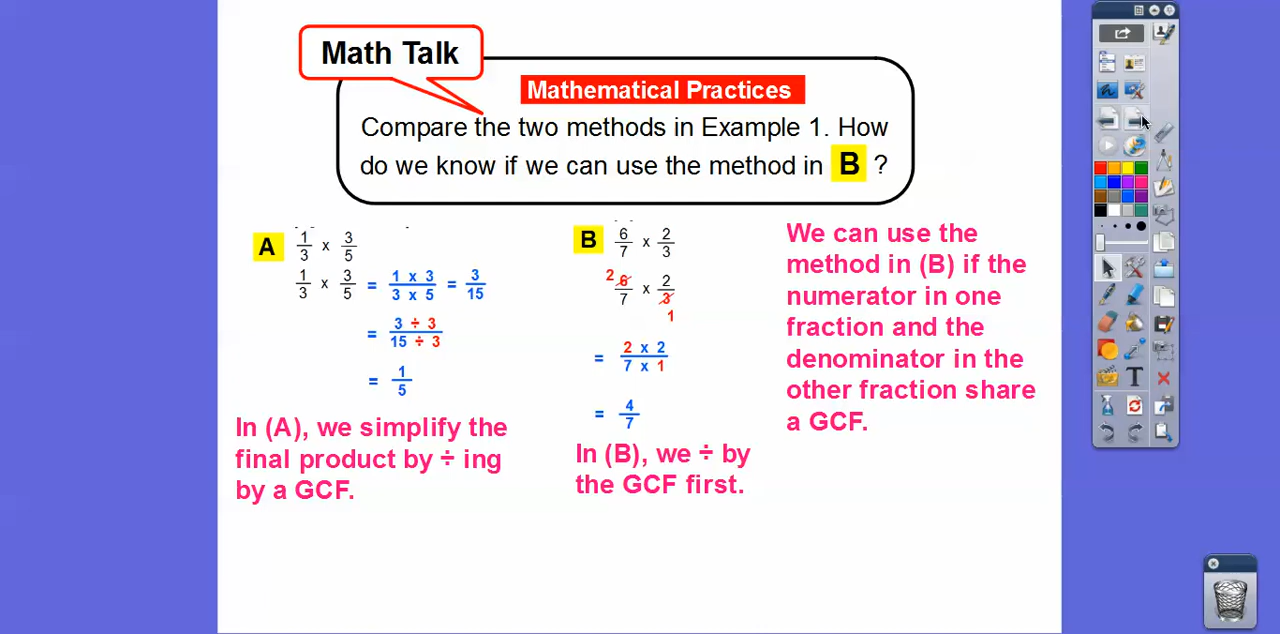 Math Talk
Mathematical Practices
Compare the two methods in Example 1. How
do we know if we can use the method in B ?
A 1/3 x 3/5
1/3 x 3/5 = 1 x 3 / 3 x 5 = 3/15
= 3 ÷ 3 / 15 ÷ 3
= 1/5
In (A), we simplify the
final product by ÷ ing
by a GCF.
B 6/7 x 2/3
2 6/7 x 2/3 1
= 2 x 2 / 7 x 1
= 4/7
In (B), we ÷ by
the GCF first.
We can use the
method in (B) if the
numerator in one
fraction and the
denominator in the
other fraction share
a GCF.
T